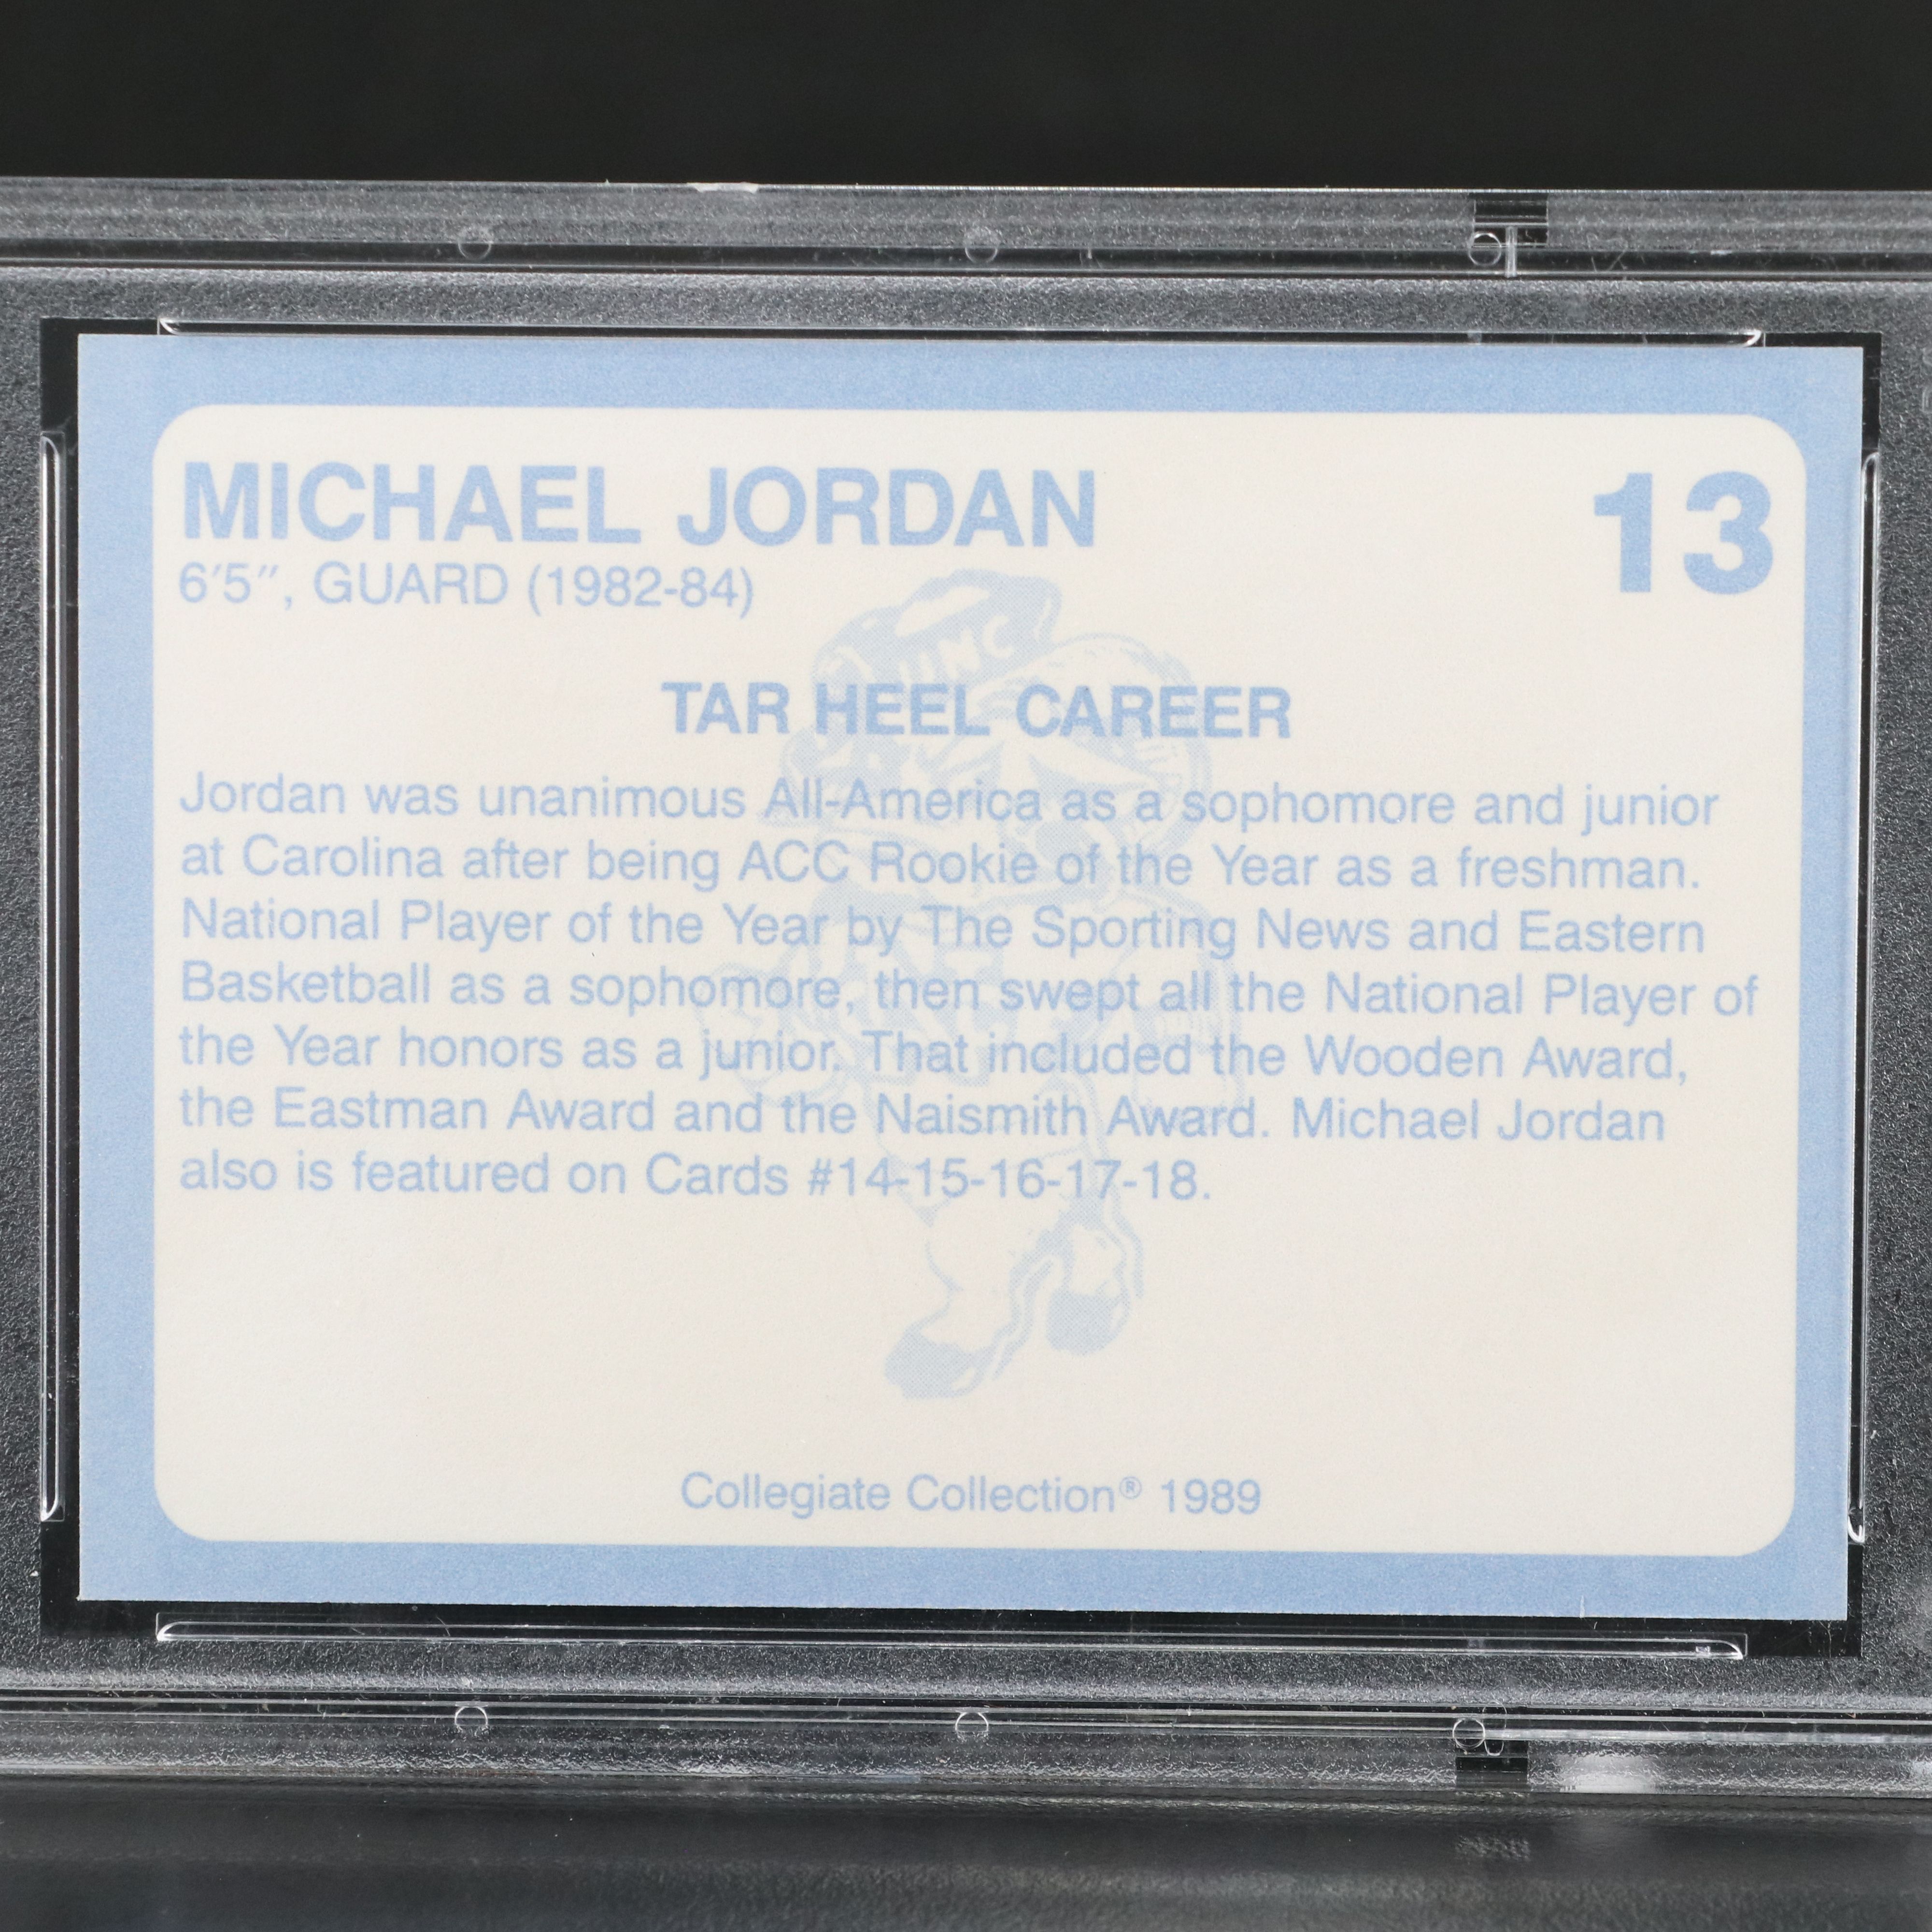 MICHAEL JORDAN
13
6'5", GUARD (1982-84)
UNC
TAR HEEL CAREER
Jordan was unanimous All-America as a sophomore and junior
at Carolina after being ACC Rookie of the Year as a freshman.
National Player of the Year by The Sporting News and Eastern
Basketball as a sophomore, then swept all the National Player of
the Year honors as a junior. That included the Wooden Award,
the Eastman Award and the Naismith Award. Michael Jordan
also is featured on Cards #14-15-16-17-18.
Collegiate Collection® 1989